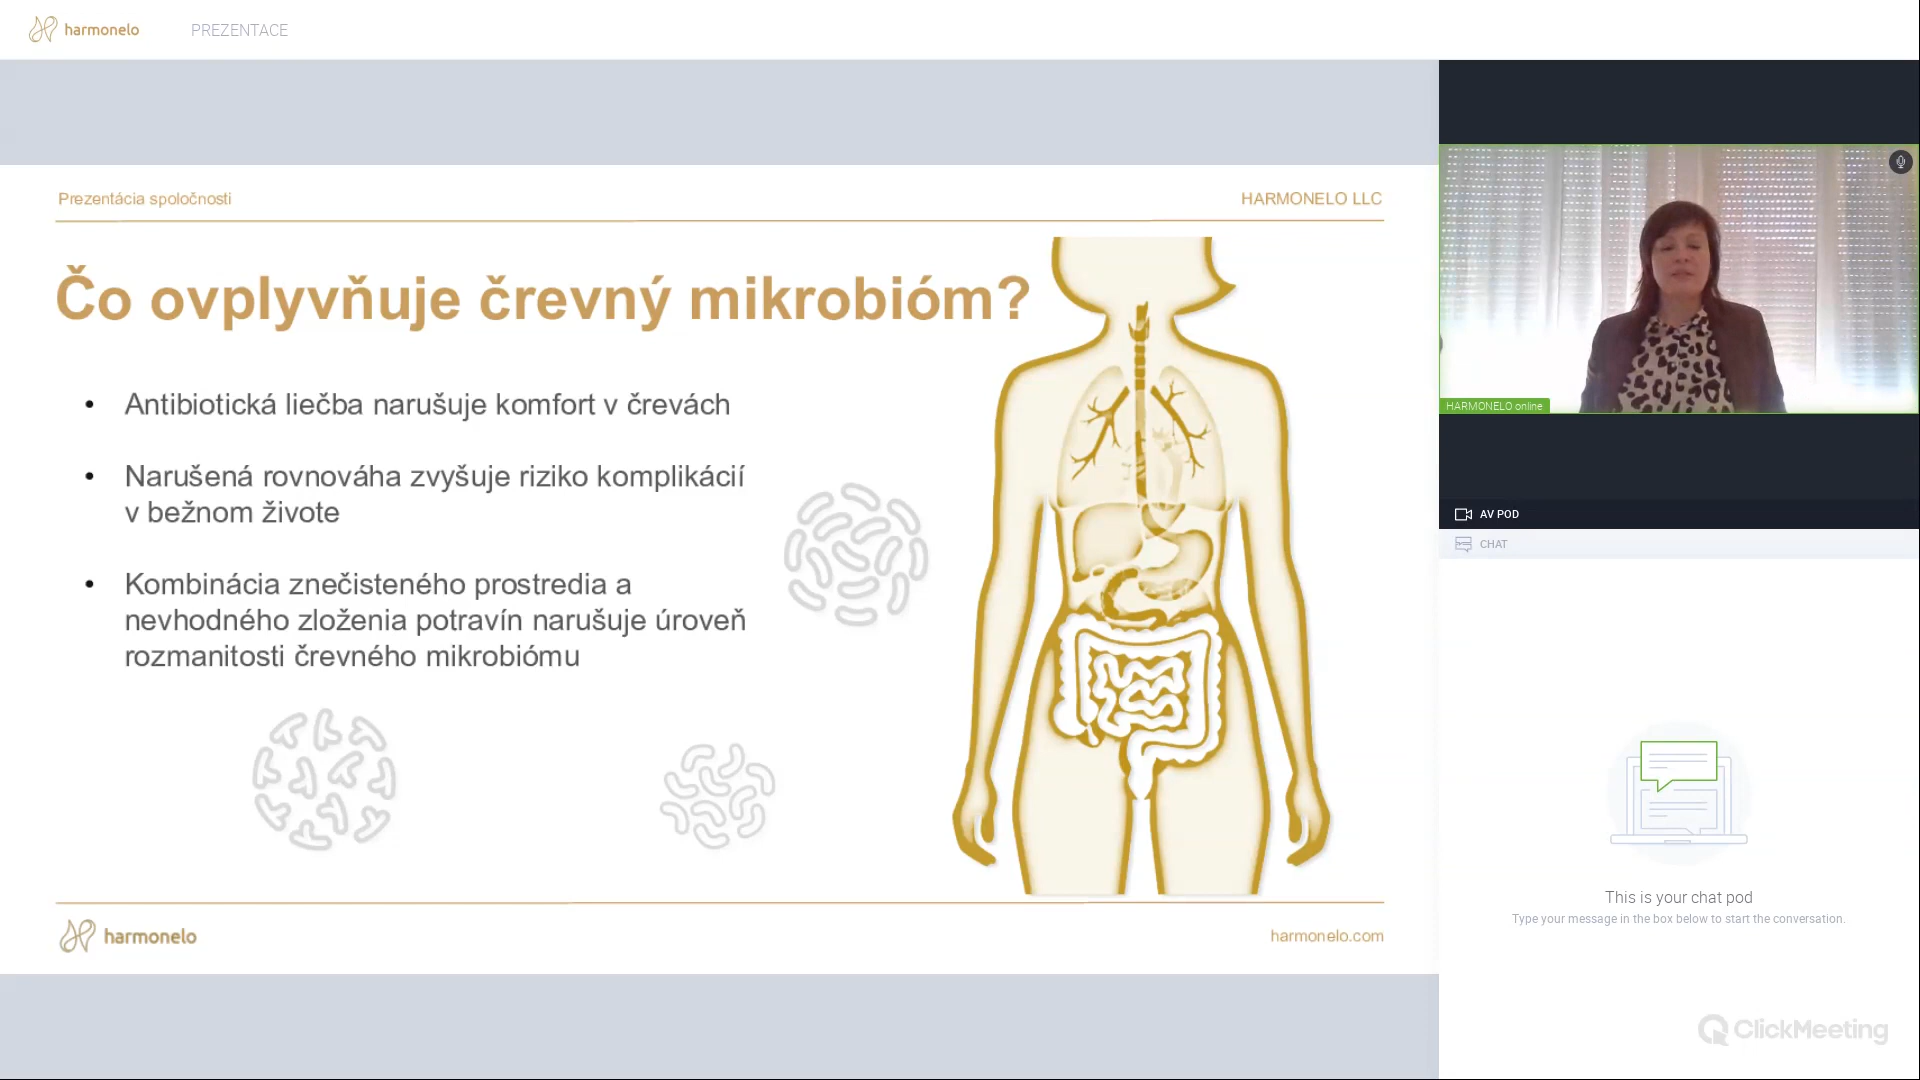 harmonelo
PREZENTACE
Prezentácia spoločnosti
HARMONELO LLC
Čo ovplyvňuje črevný mikrobióm?
• Antibiotická liečba narušuje komfort v črevách
• Narušená rovnováha zvyšuje riziko komplikácií
v bežnom živote
• Kombinácia znečisteného prostredia a
nevhodného zloženia potravín narušuje úroveň
rozmanitosti črevného mikrobiómu
harmonelo
harmonelo.com
HARMONELO online
AV POD
CHAT
This is your chat pod
Type your message in the box below to start the conversation.
ClickMeeting